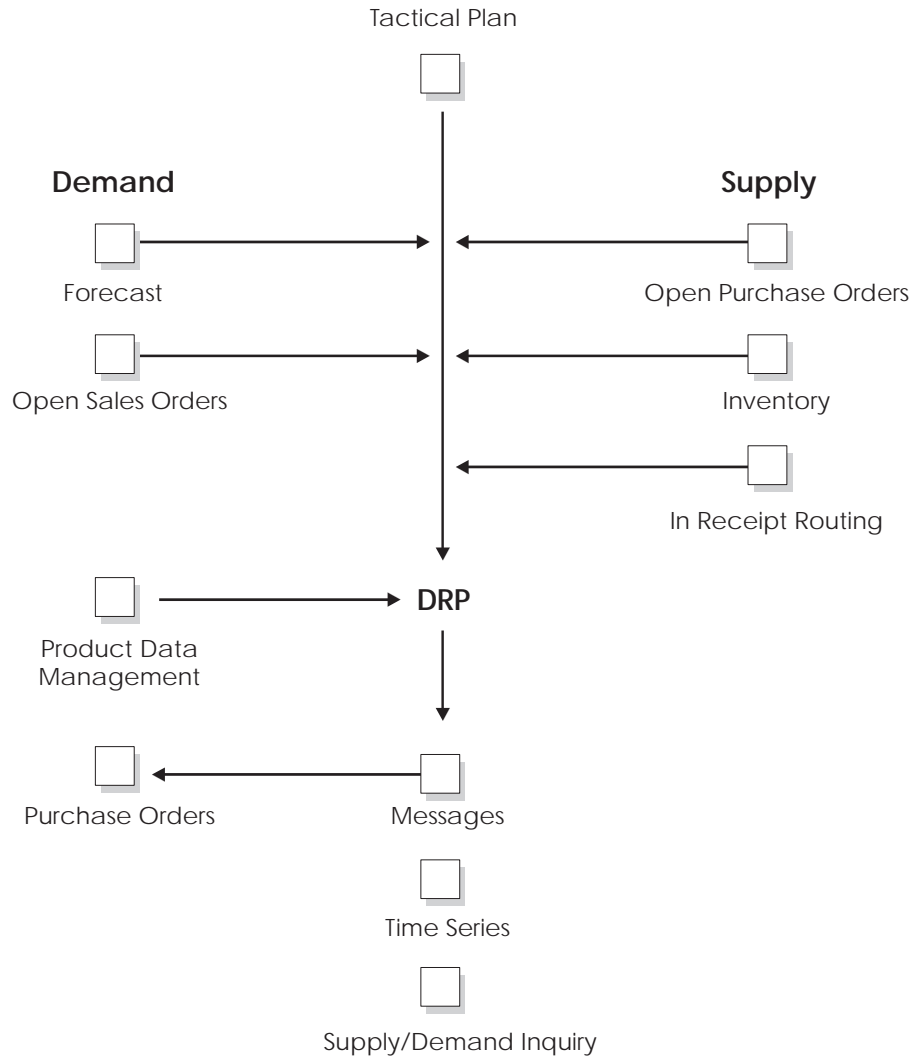 Tactical Plan
Demand
Supply
Forecast
Open Purchase Orders
Open Sales Orders
Inventory
In Receipt Routing
DRP
Product Data
Management
Purchase Orders
Messages
Time Series
Supply/Demand Inquiry